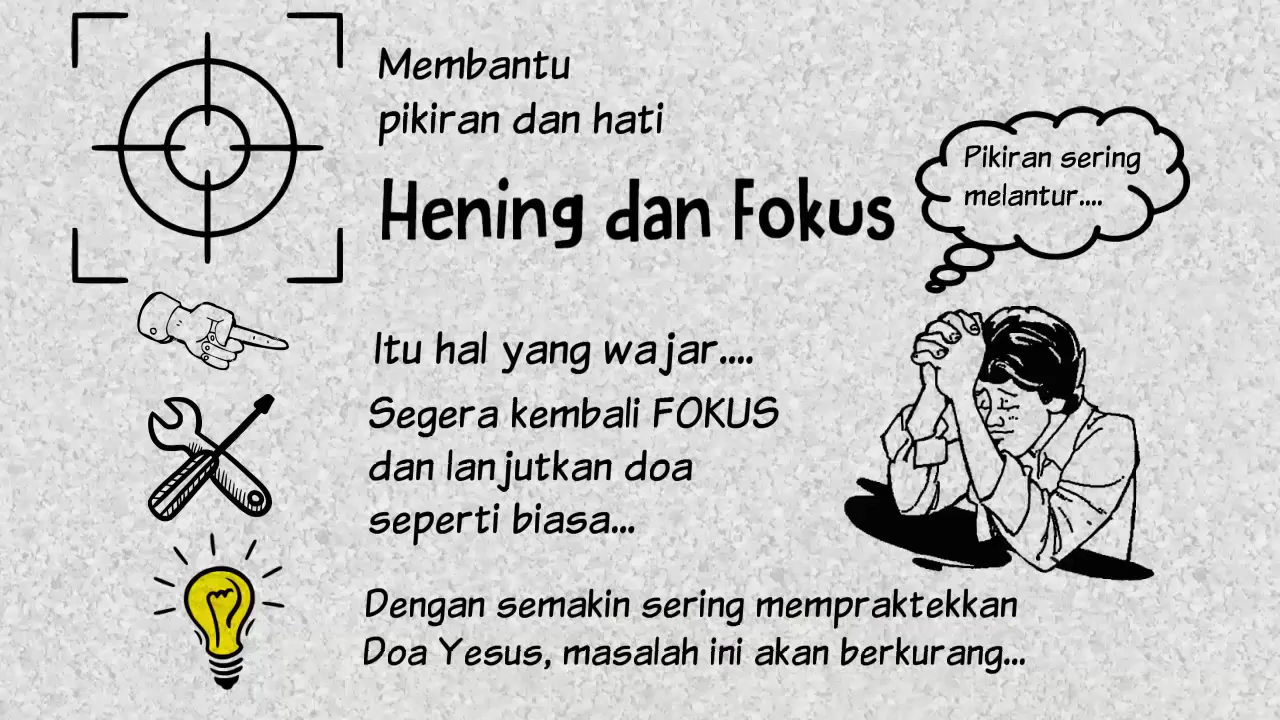 Membantu
pikiran dan hati
Hening dan Fokus
Pikiran sering
melantur....
Itu hal yang wajar....
Segera kembali FOKUS
dan lanjutkan doa
seperti biasa...
Dengan semakin sering mempraktekkan
Doa Yesus, masalah ini akan berkurang...